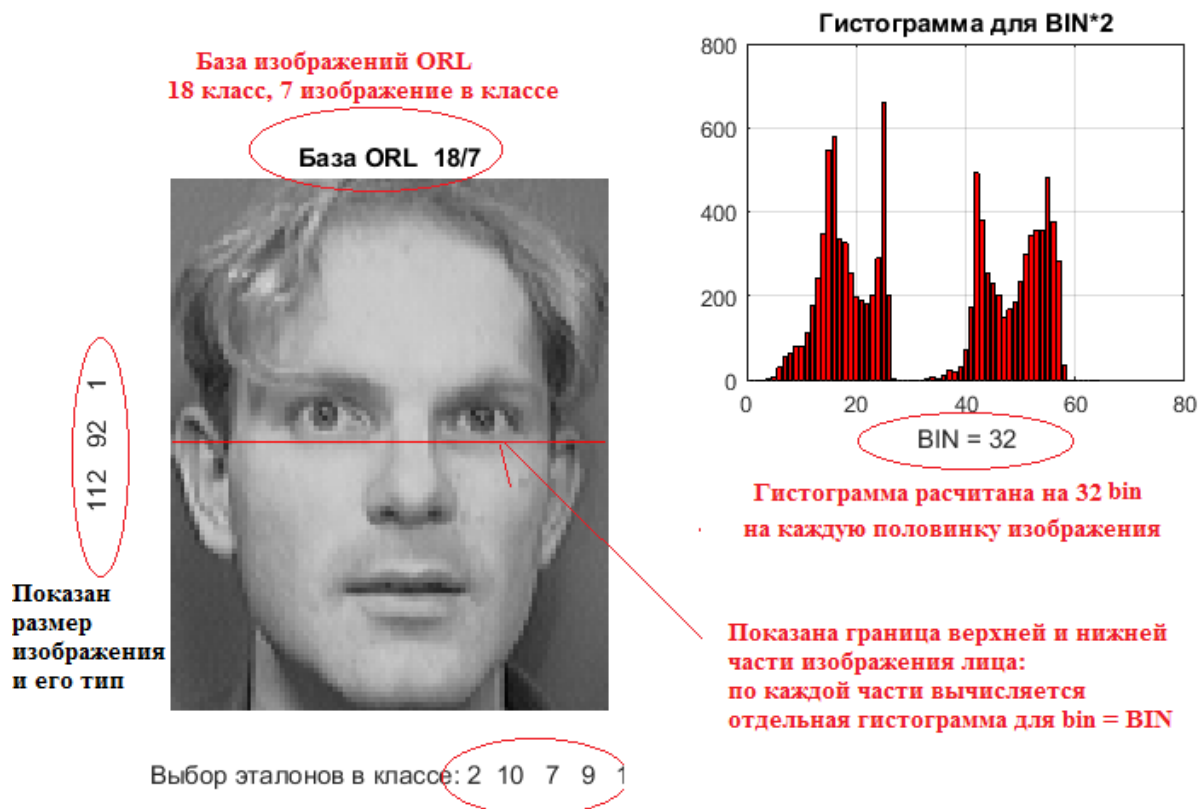 База изображений ORL
18 класс, 7 изображение в классе
База ORL 18/7
112 92 1
Показан
размер
изображения
и его тип
Выбор эталонов в классе: 2 10 7 9 1
Гистограмма для BIN*2
800
600
400
200
0
0 20 40 60 80
BIN = 32
Гистограмма расчитана на 32 bin
на каждую половинку изображения
Показана граница верхней и нижней
части изображения лица:
по каждой части вычисляется
отдельная гистограмма для bin = BIN